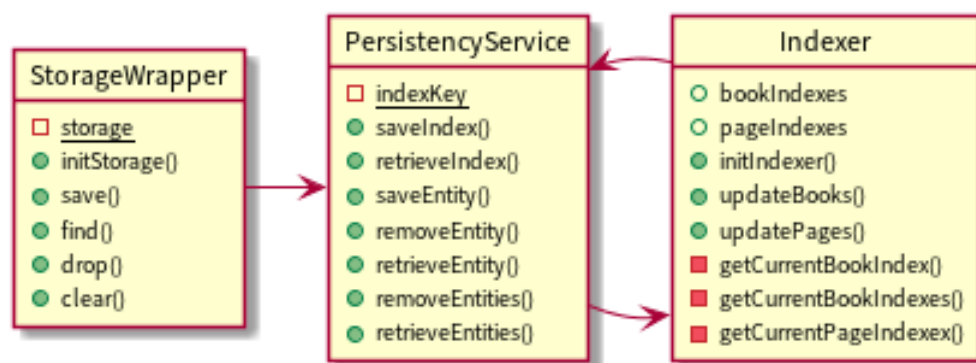 StorageWrapper
storage
initStorage()
save()
find()
drop()
clear()
PersistencyService
indexKey
saveIndex()
retrieveIndex()
saveEntity()
removeEntity()
retrieveEntity()
removeEntities()
retrieveEntities()
Indexer
bookIndexes
pageIndexes
initIndexer()
updateBooks()
updatePages()
getCurrentBookIndex()
getCurrentBookIndexes()
getCurrentPageIndexex()